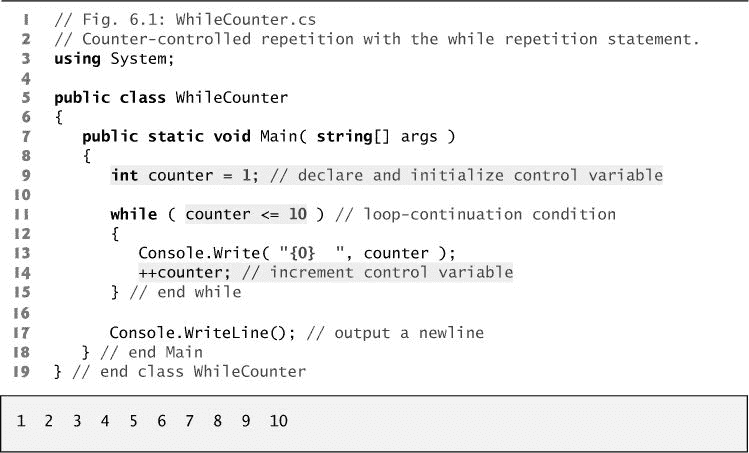 1 // Fig. 6.1: WhileCounter.cs
2 // Counter-controlled repetition with the while repetition statement.
3 using System;
4
5 public class WhileCounter
6 {
7 public static void Main( string[] args )
8 {
9 int counter = 1; // declare and initialize control variable
10
11 while ( counter <= 10 ) // loop-continuation condition
12 {
13 Console.Write( "{0}  ", counter );
14 ++counter; // increment control variable
15 } // end while
16
17 Console.WriteLine(); // output a newline
18 } // end Main
19 } // end class WhileCounter
1 2 3 4 5 6 7 8 9 10